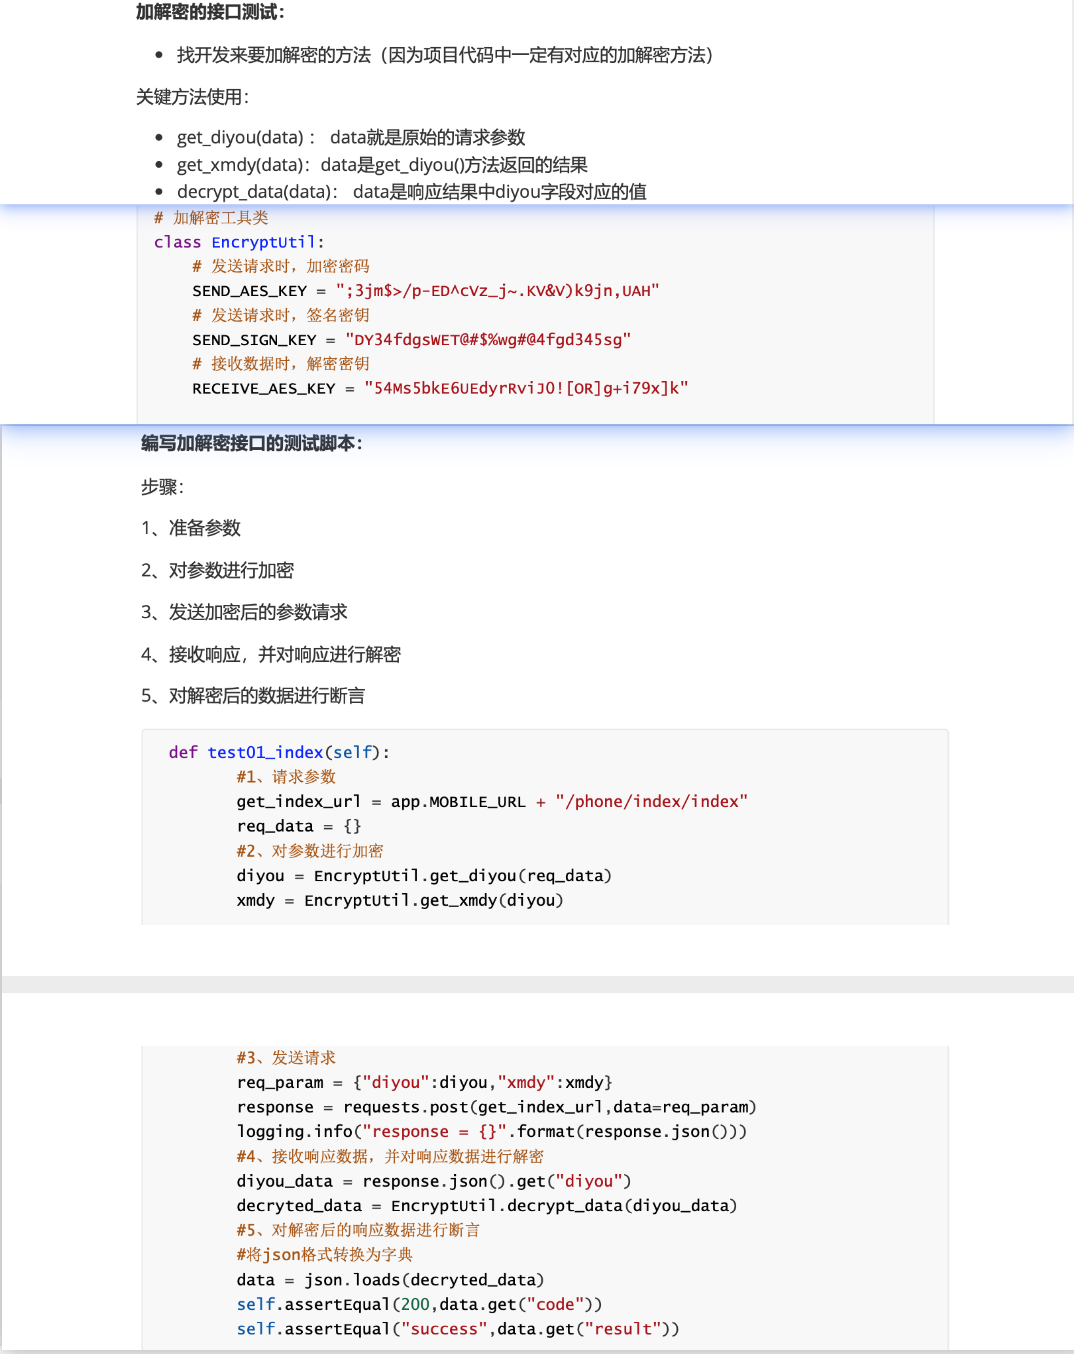 加解密的接口测试：
• 找开发来要加解密的方法（因为项目代码中一定有对应的加解密方法）
关键方法使用：
• get_diyou(data) ： data就是原始的请求参数
• get_xmdy(data)：data是get_diyou()方法返回的结果
• decrypt_data(data)： data是响应结果中diyou字段对应的值
# 加解密工具类
class EncryptUtil:
# 发送请求时，加密密码
SEND_AES_KEY = ";3jm$>/p-ED^cVz_j~.KV&V)k9jn,UAH"
# 发送请求时，签名密钥
SEND_SIGN_KEY = "DY34fdgsWET@#$%wg#@4fgd345sg"
# 接收数据时，解密密钥
RECEIVE_AES_KEY = "54Ms5bkE6UEdyrRviJO![OR]g+i79x]k"
编写加解密接口的测试脚本：
步骤：
1、准备参数
2、对参数进行加密
3、发送加密后的参数请求
4、接收响应，并对响应进行解密
5、对解密后的数据进行断言
def test01_index(self):
#1、请求参数
get_index_url = app.MOBILE_URL + "/phone/index/index"
req_data = {}
#2、对参数进行加密
diyou = EncryptUtil.get_diyou(req_data)
xmdy = EncryptUtil.get_xmdy(diyou)
#3、发送请求
req_param = {"diyou":diyou,"xmdy":xmdy}
response = requests.post(get_index_url,data=req_param)
logging.info("response = {}".format(response.json()))
#4、接收响应数据，并对响应数据进行解密
diyou_data = response.json().get("diyou")
decryted_data = EncryptUtil.decrypt_data(diyou_data)
#5、对解密后的响应数据进行断言
#将json格式转换为字典
data = json.loads(decryted_data)
self.assertEqual(200,data.get("code"))
self.assertEqual("success",data.get("result"))